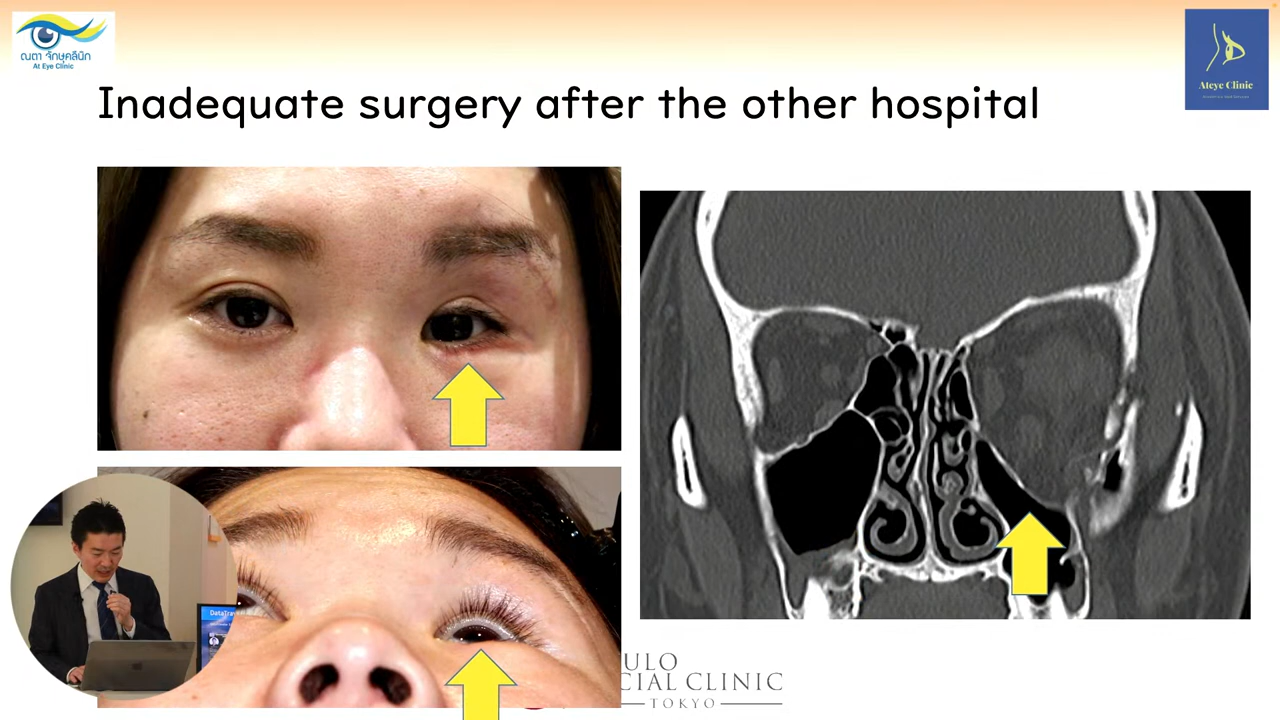 ณตา จักษุคลินิก
At Eye Clinic
Ateye Clinic
Inadequate surgery after the other hospital
ULO
CIAL CLINIC
TOKYO